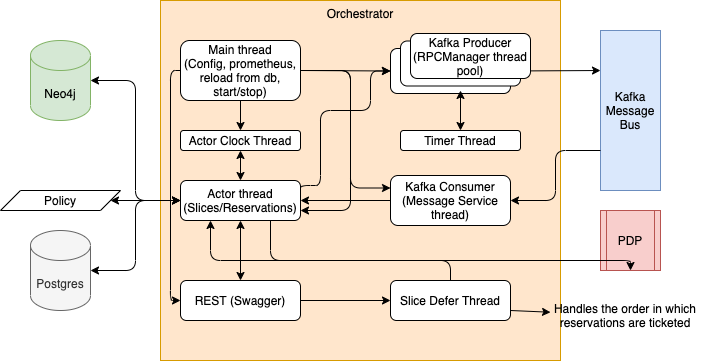 Orchestrator
Main thread
(Config, prometheus,
reload from db,
start/stop)
Kafka Producer
(RPCManager thread
pool)
Neo4j
Kafka
Message
Bus
Actor Clock Thread
Timer Thread
Policy
Actor thread
(Slices/Reservations)
Kafka Consumer
(Message Service
thread)
PDP
Postgres
REST (Swagger)
Slice Defer Thread
Handles the order in which
reservations are ticketed